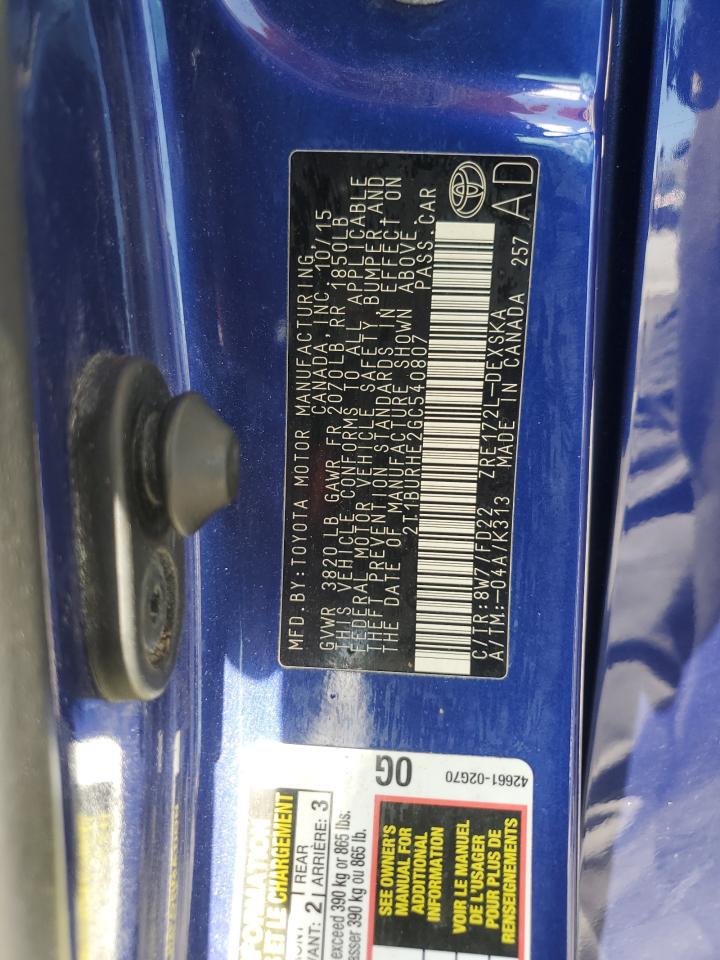 MFD.BY:TOYOTA MOTOR MANUFACTURING,
CANADA, INC. 10/15
GVWR 3820 LB GAWR FR 2070LB RR 1850LB
THIS VEHICLE CONFORMS TO ALL APPLICABLE
FEDERAL MOTOR VEHICLE SAFETY, BUMPER,AND
THEFT PREVENTION STANDARDS IN EFFECT ON
THE DATE OF MANUFACTURE SHOWN ABOVE.
2T1BURHE2GC540807 PASS.CAR
C/TR:8W7/FD22 ZRE172L-DEXSKA
A/TM:-04A/K313 MADE IN CANADA 257
AD
ET LE CHARGEMENT
2
REAR
ARRIÈRE: 3
exceed 390 kg or 865 lbs.
390 kg ou 865 lb.
SEE OWNER'S
MANUAL FOR
ADDITIONAL
INFORMATION
VOIR LE MANUEL
DE L'USAGER
POUR PLUS DE
RENSEIGNEMENTS
0G
42661-02G70